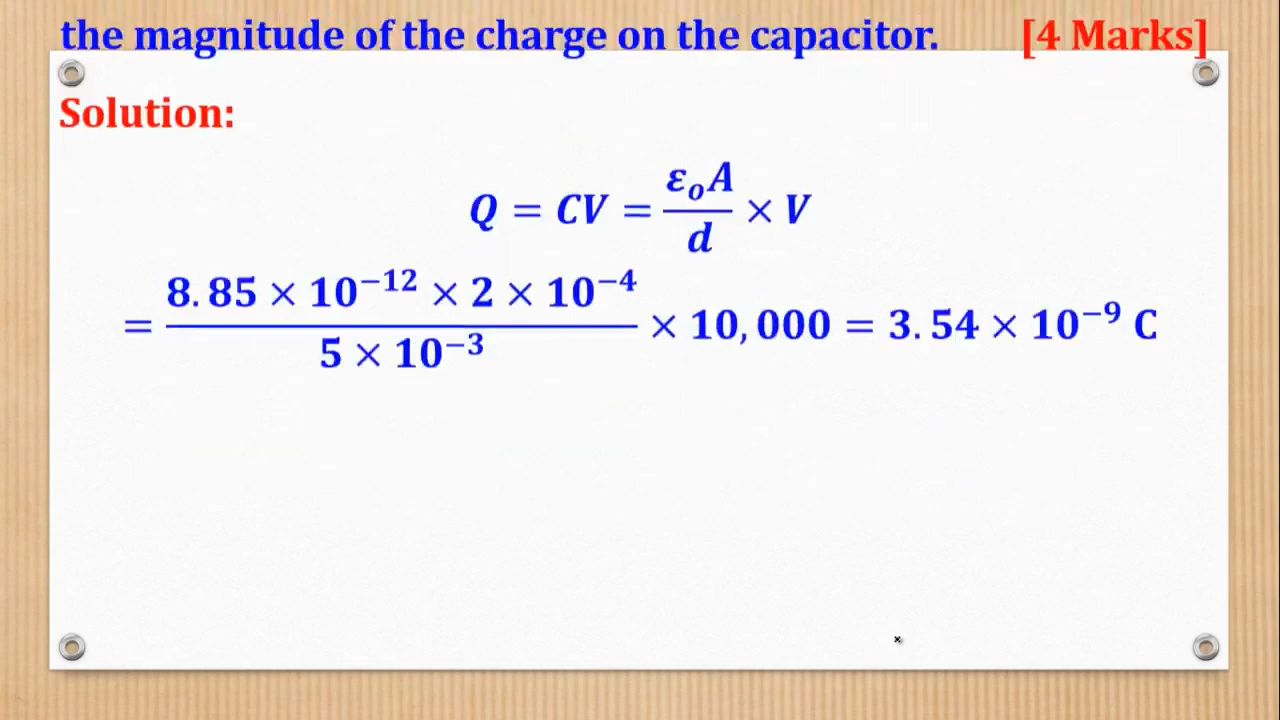 the magnitude of the charge on the capacitor. [4 Marks]
Solution:
Q = CV = ε₀A/d × V
= 8.85 × 10⁻¹² × 2 × 10⁻⁴ / 5 × 10⁻³ × 10,000 = 3.54 × 10⁻⁹ C